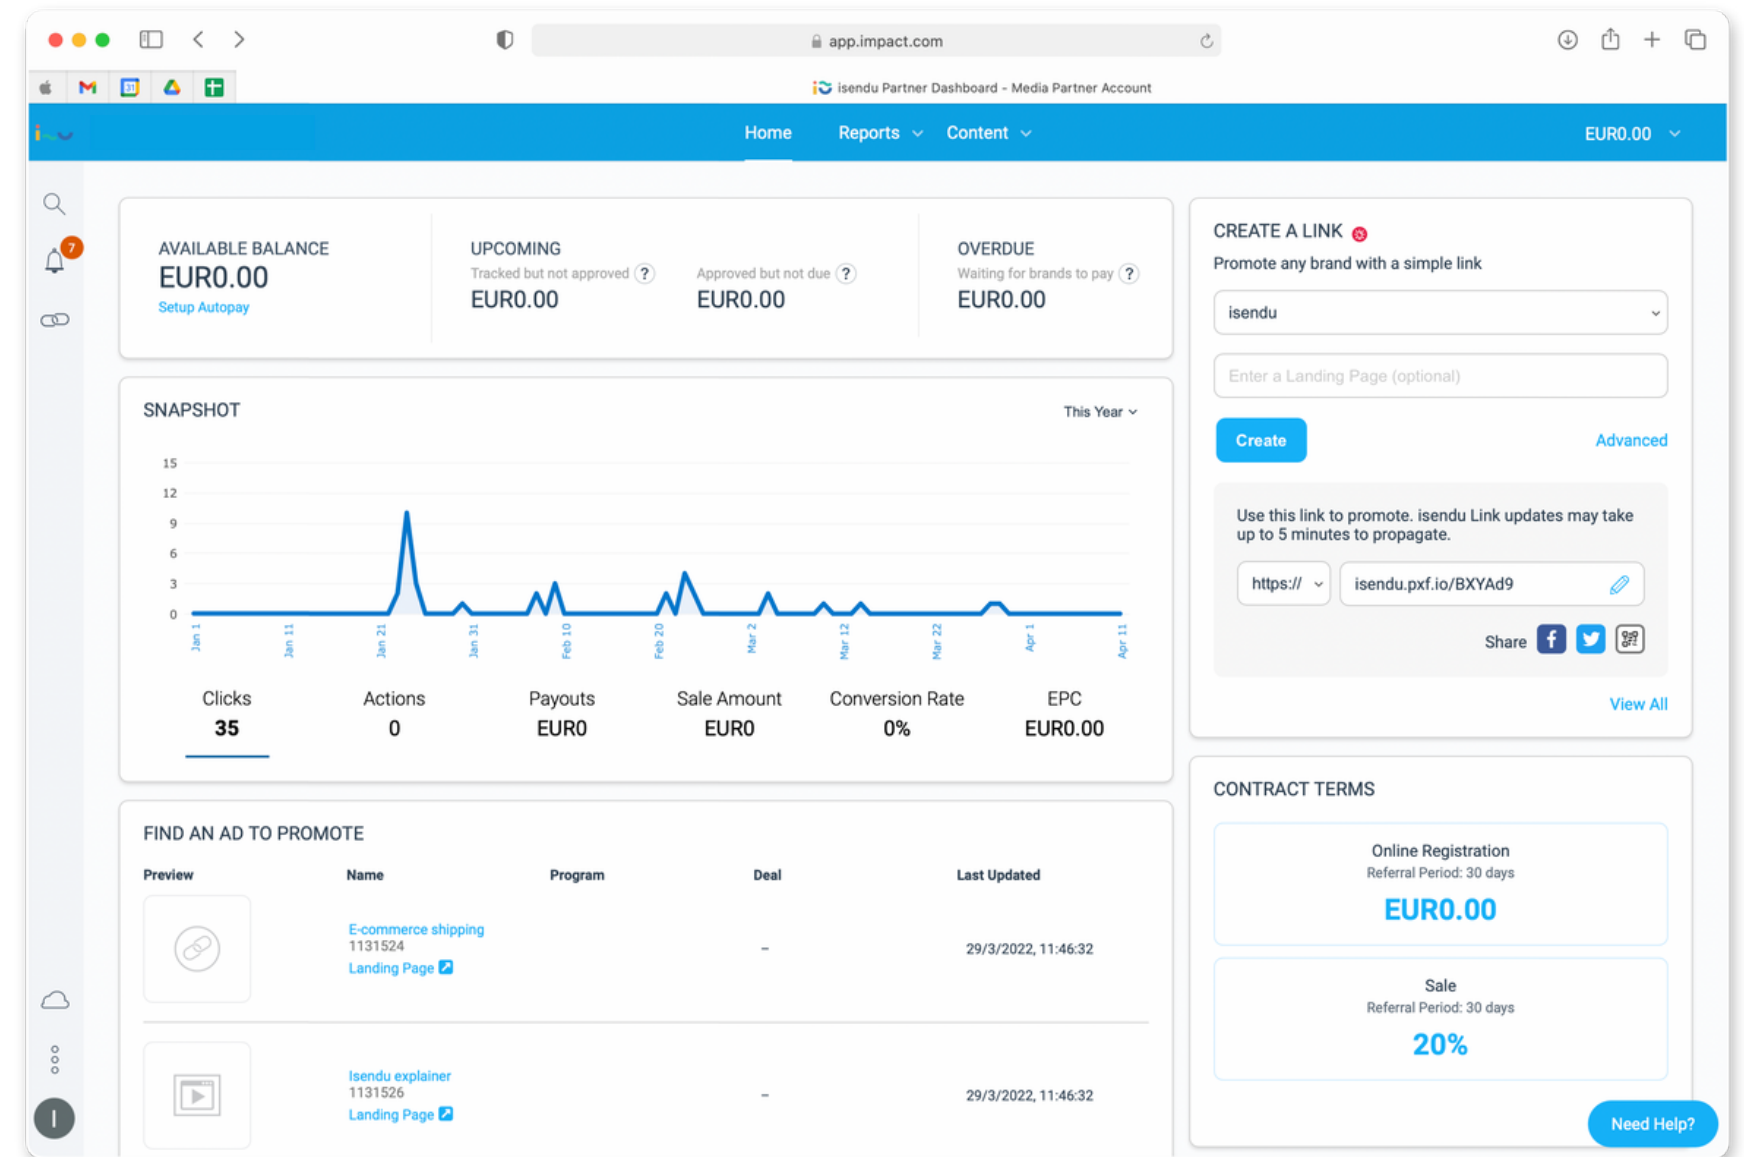 app.impact.com
31
isendu Partner Dashboard - Media Partner Account
Home
Reports
Content
EUR0.00
7
AVAILABLE BALANCE
EUR0.00
Setup Autopay
UPCOMING
Tracked but not approved ?
EUR0.00
Approved but not due ?
EUR0.00
OVERDUE
Waiting for brands to pay ?
EUR0.00
SNAPSHOT
This Year
15
12
9
6
3
0
Jan 1
Jan 11
Jan 21
Jan 31
Feb 10
Feb 20
Mar 2
Mar 12
Mar 22
Apr 1
Apr 11
Clicks
35
Actions
0
Payouts
EUR0
Sale Amount
EUR0
Conversion Rate
0%
EPC
EUR0.00
FIND AN AD TO PROMOTE
Preview Name Program Deal Last Updated
E-commerce shipping
1131524
Landing Page
–
29/3/2022, 11:46:32
Isendu explainer
1131526
Landing Page
–
29/3/2022, 11:46:32
I
CREATE A LINK
Promote any brand with a simple link
isendu
Enter a Landing Page (optional)
Create
Advanced
Use this link to promote. isendu Link updates may take
up to 5 minutes to propagate.
https://
isendu.pxf.io/BXYAd9
Share
View All
CONTRACT TERMS
Online Registration
Referral Period: 30 days
EUR0.00
Sale
Referral Period: 30 days
20%
Need Help?